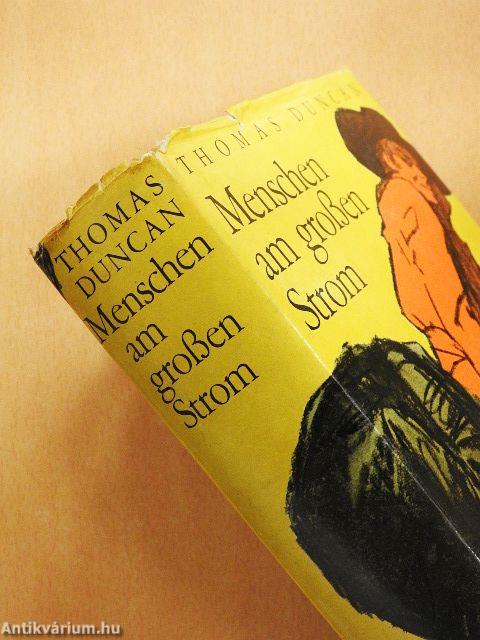 THOMAS
DUNCAN
Menschen
am
großen
Strom
THOMAS DUNCAN
Menschen
am großen
Strom
Antikvárium.hu